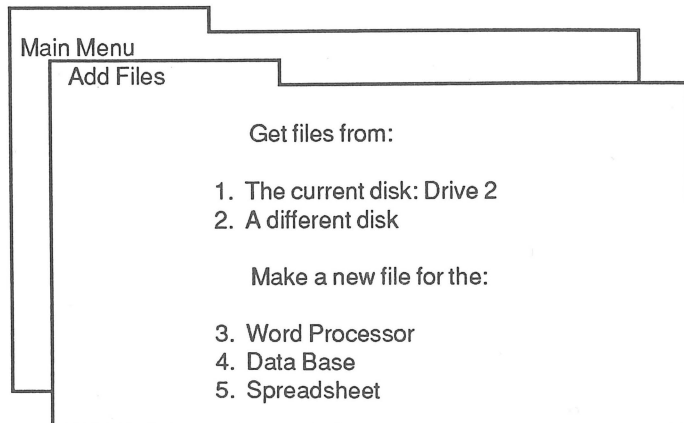 Main Menu
Add Files
Get files from:
1. The current disk: Drive 2
2. A different disk
Make a new file for the:
3. Word Processor
4. Data Base
5. Spreadsheet